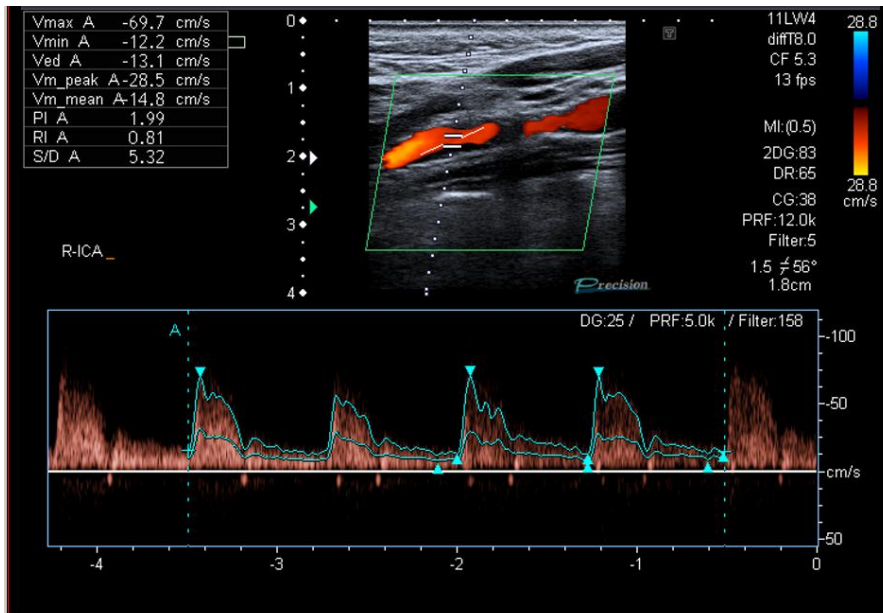 Vmax A -69.7 cm/s
Vmin A -12.2 cm/s
Ved A -13.1 cm/s
Vm_peak A-28.5 cm/s
Vm_mean A-14.8 cm/s
PI A 1.99
RI A 0.81
S/D A 5.32
R-ICA_
0
1
2
3
4
T
Precision
11LW4
diffT8.0
CF 5.3
13 fps
MI:(0.5)
2DG:83
DR:65
CG:38
PRF:12.0k
Filter:5
1.5 56°
1.8cm
28.8
28.8
cm/s
A
DG:25 / PRF:5.0k / Filter:158
-100
-50
cm/s
50
-4
-3
-2
-1
0